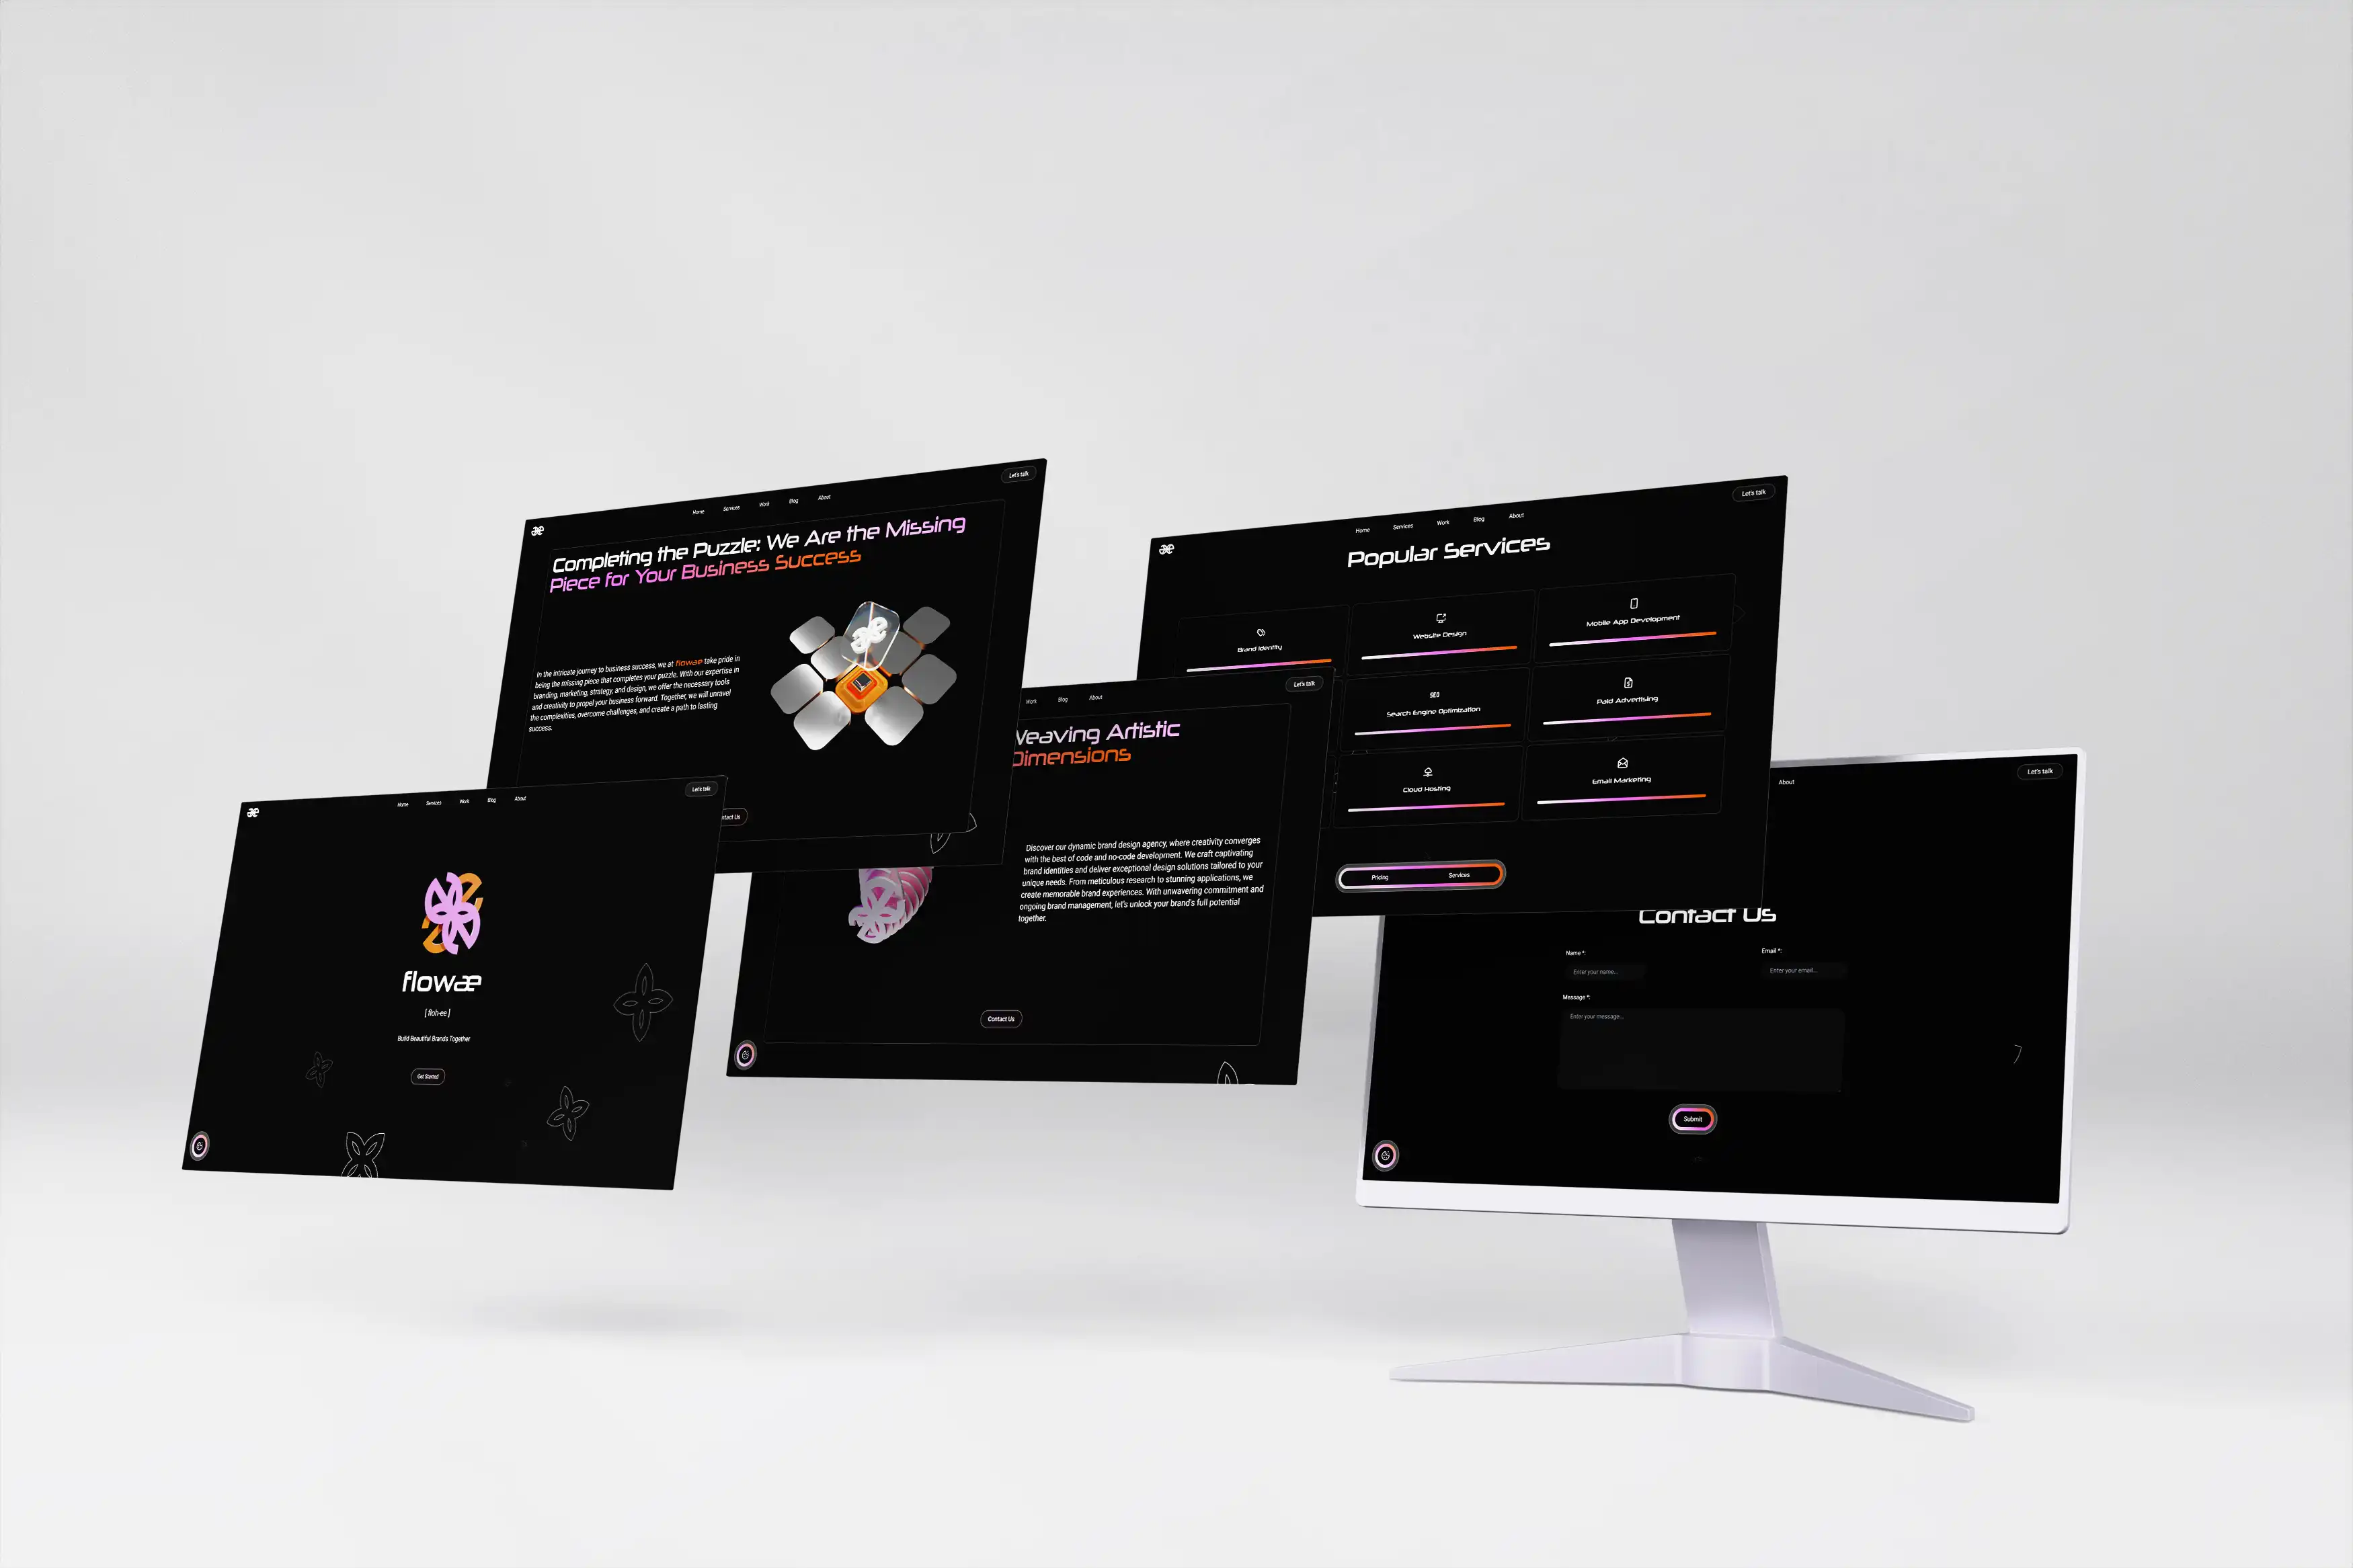 Home Services Work Blog About
Let's talk
flowæ
[ floh-ee ]
Build Beautiful Brands Together
Get Started
æ
Home Services Work Blog About
Let's talk
Completing the Puzzle: We Are the Missing
Piece for Your Business Success
In the intricate journey to business success, we at flowæ take pride in
being the missing piece that completes your puzzle. With our expertise in
branding, marketing, strategy, and design, we offer the necessary tools
and creativity to propel your business forward. Together, we will unravel
the complexities, overcome challenges, and create a path to lasting
success.
ntact Us
Work Blog About
Let's talk
Weaving Artistic
Dimensions
Discover our dynamic brand design agency, where creativity converges
with the best of code and no-code development. We craft captivating
brand identities and deliver exceptional design solutions tailored to your
unique needs. From meticulous research to stunning applications, we
create memorable brand experiences. With unwavering commitment and
ongoing brand management, let's unlock your brand's full potential
together.
Contact Us
æ
Home Services Work Blog About
Let's talk
Popular Services
Brand Identity
Website Design
Mobile App Development
SEO
Search Engine Optimization
Paid Advertising
Cloud Hosting
Email Marketing
Pricing Services
About
Let's talk
Contact Us
Name *:
Enter your name...
Email *:
Enter your email...
Message *:
Enter your message...
Submit